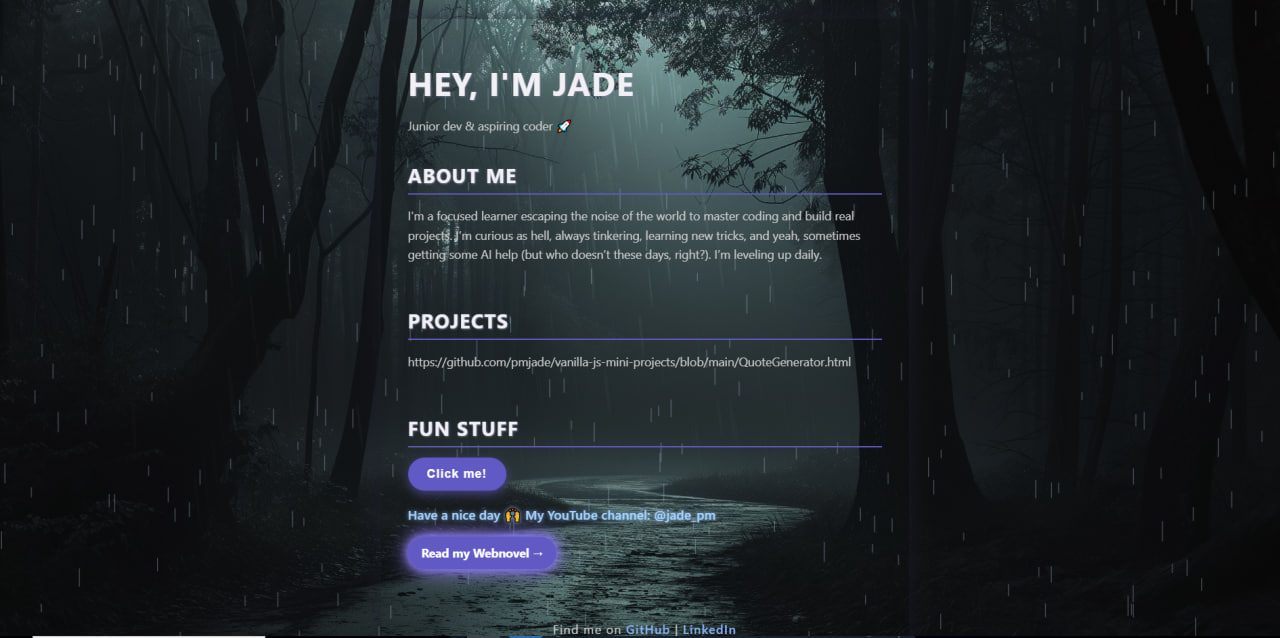 HEY, I'M JADE
Junior dev & aspiring coder 🚀
ABOUT ME
I'm a focused learner escaping the noise of the world to master coding and build real
projects. I'm curious as hell, always tinkering, learning new tricks, and yeah, sometimes
getting some AI help (but who doesn't these days, right?). I'm leveling up daily.
PROJECTS
https://github.com/pmjade/vanilla-js-mini-projects/blob/main/QuoteGenerator.html
FUN STUFF
Click me!
Have a nice day 🙌 My YouTube channel: @jade_pm
Read my Webnovel →
Find me on GitHub | LinkedIn